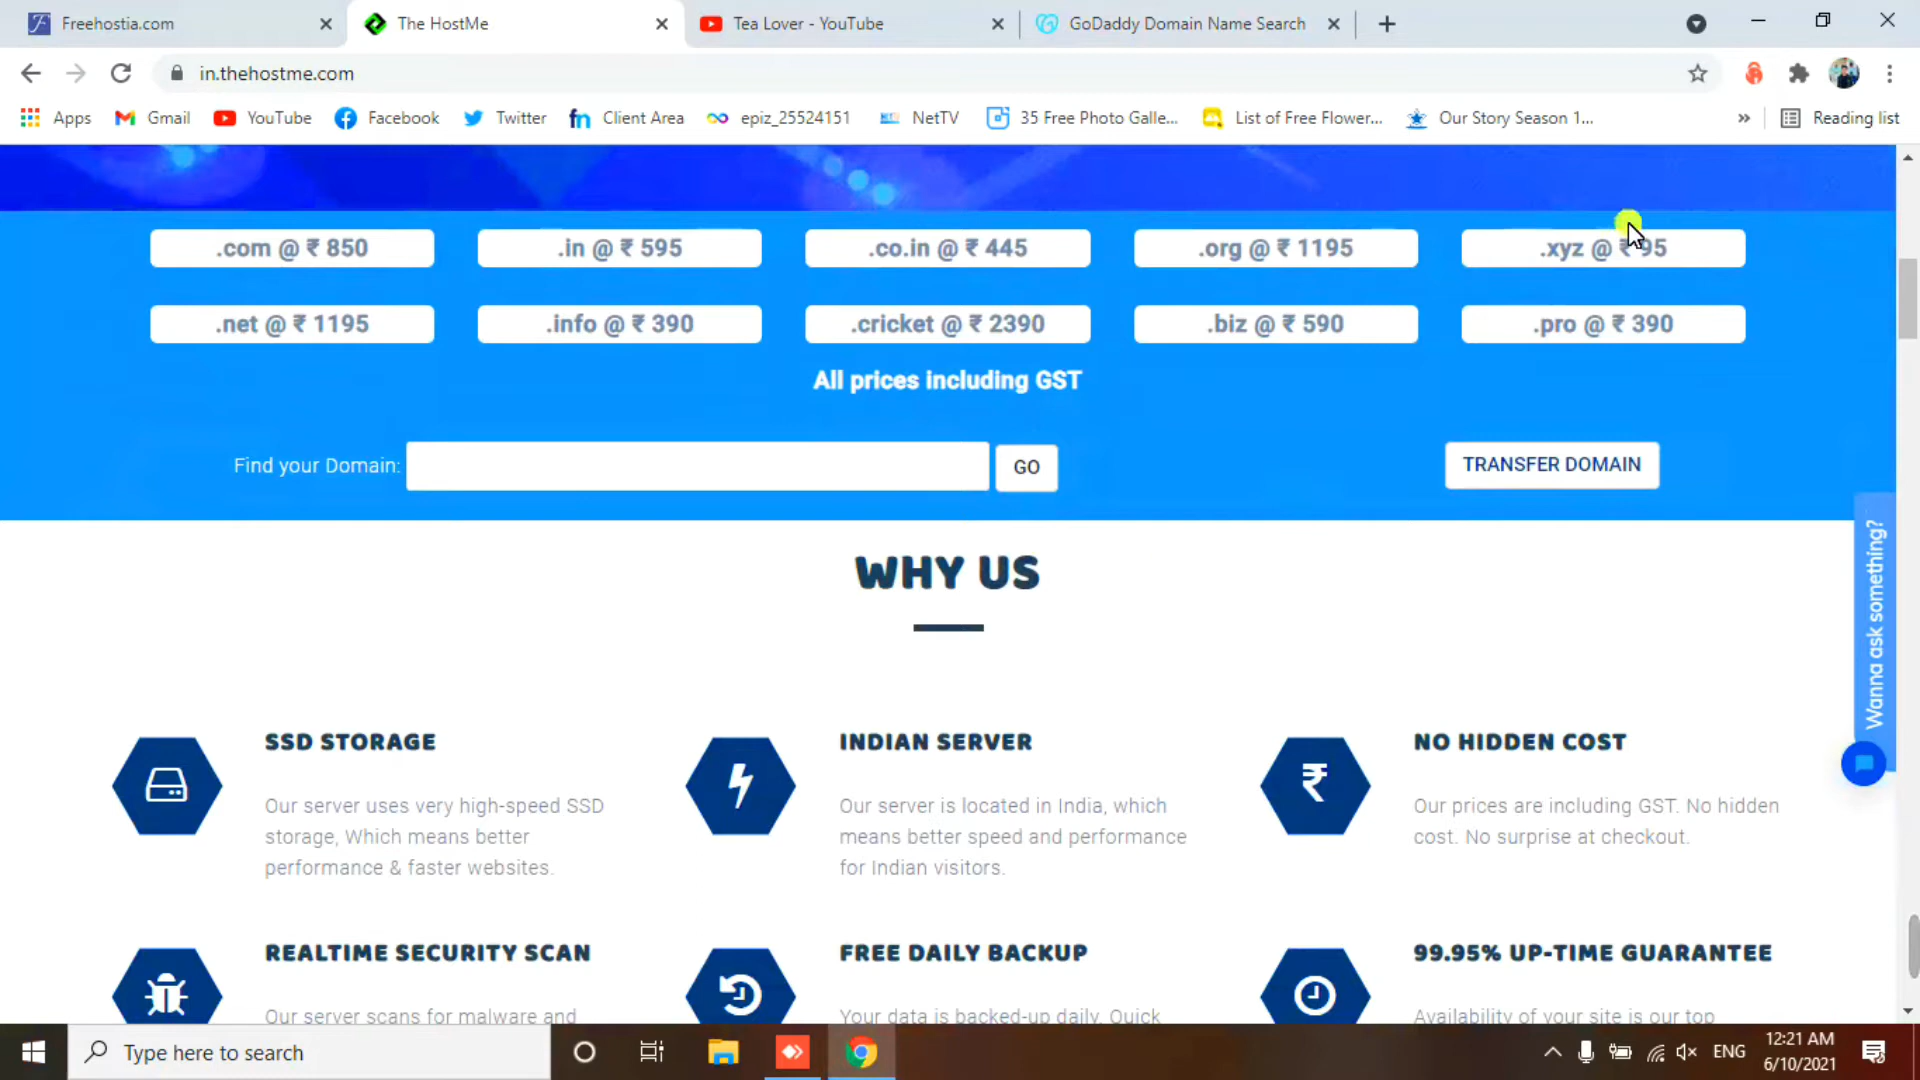 Freehostia.com
The HostMe
Tea Lover - YouTube
GoDaddy Domain Name Search
in.thehostme.com
Apps
Gmail
YouTube
Facebook
Twitter
Client Area
epiz_25524151
NetTV
35 Free Photo Galle...
List of Free Flower...
Our Story Season 1...
»
Reading list
.com @ ₹ 850
.in @ ₹ 595
.co.in @ ₹ 445
.org @ ₹ 1195
.xyz @ ₹ 95
.net @ ₹ 1195
.info @ ₹ 390
.cricket @ ₹ 2390
.biz @ ₹ 590
.pro @ ₹ 390
All prices including GST
Find your Domain:
GO
TRANSFER DOMAIN
Wanna ask something?
WHY US
SSD STORAGE
Our server uses very high-speed SSD
storage, Which means better
performance & faster websites.
INDIAN SERVER
Our server is located in India, which
means better speed and performance
for Indian visitors.
NO HIDDEN COST
Our prices are including GST. No hidden
cost. No surprise at checkout.
REALTIME SECURITY SCAN
Our server scans for malware and
FREE DAILY BACKUP
Your data is backed-up daily. Quick
99.95% UP-TIME GUARANTEE
Availability of your site is our top
Type here to search
ENG
12:21 AM
6/10/2021